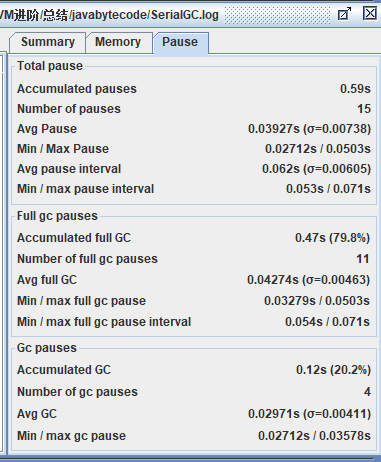 VM进阶/总结/javabytecode/SerialGC.log
Summary Memory Pause
Total pause
Accumulated pauses 0.59s
Number of pauses 15
Avg Pause 0.03927s (σ=0.00738)
Min / Max Pause 0.02712s / 0.0503s
Avg pause interval 0.062s (σ=0.00605)
Min / max pause interval 0.053s / 0.071s
Full gc pauses
Accumulated full GC 0.47s (79.8%)
Number of full gc pauses 11
Avg full GC 0.04274s (σ=0.00463)
Min / max full gc pause 0.03279s / 0.0503s
Min / max full gc pause interval 0.054s / 0.071s
Gc pauses
Accumulated GC 0.12s (20.2%)
Number of gc pauses 4
Avg GC 0.02971s (σ=0.00411)
Min / max gc pause 0.02712s / 0.03578s